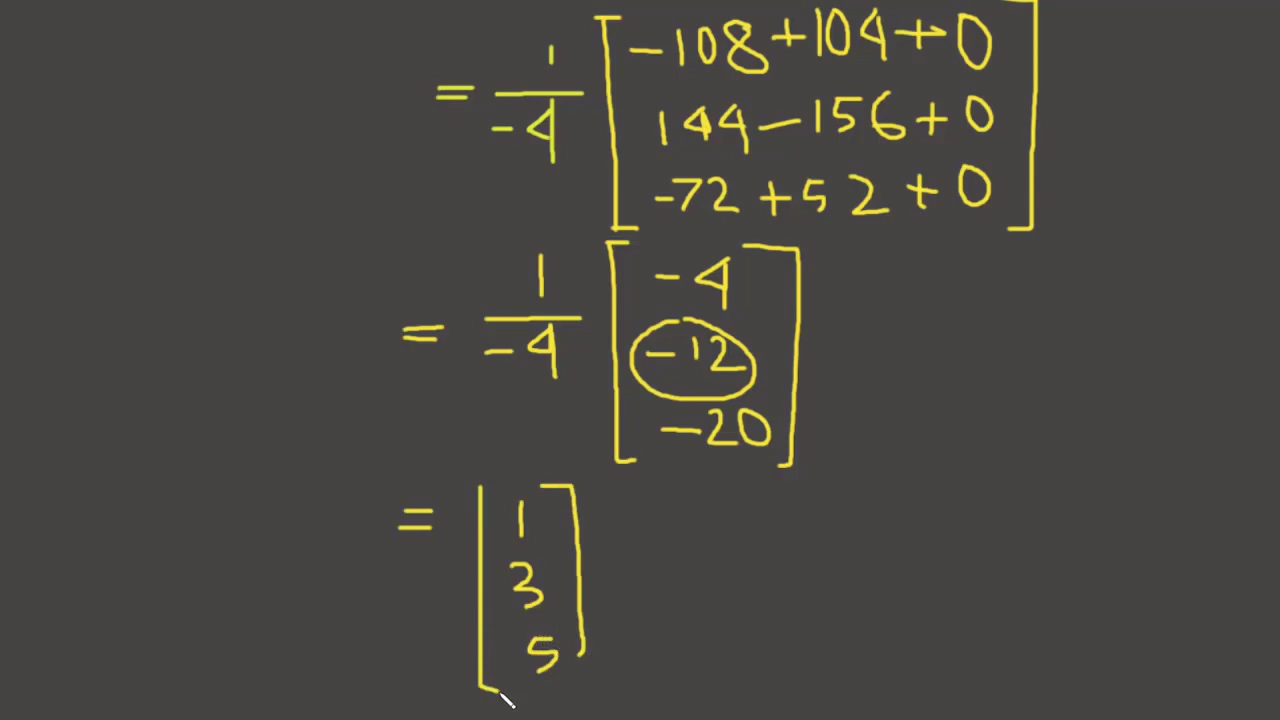 = 1/-4 [ -108 + 104 + 0
144 - 156 + 0
-72 + 52 + 0 ]
= 1/-4 [ -4
-12
-20 ]
= [ 1
3
5 ]